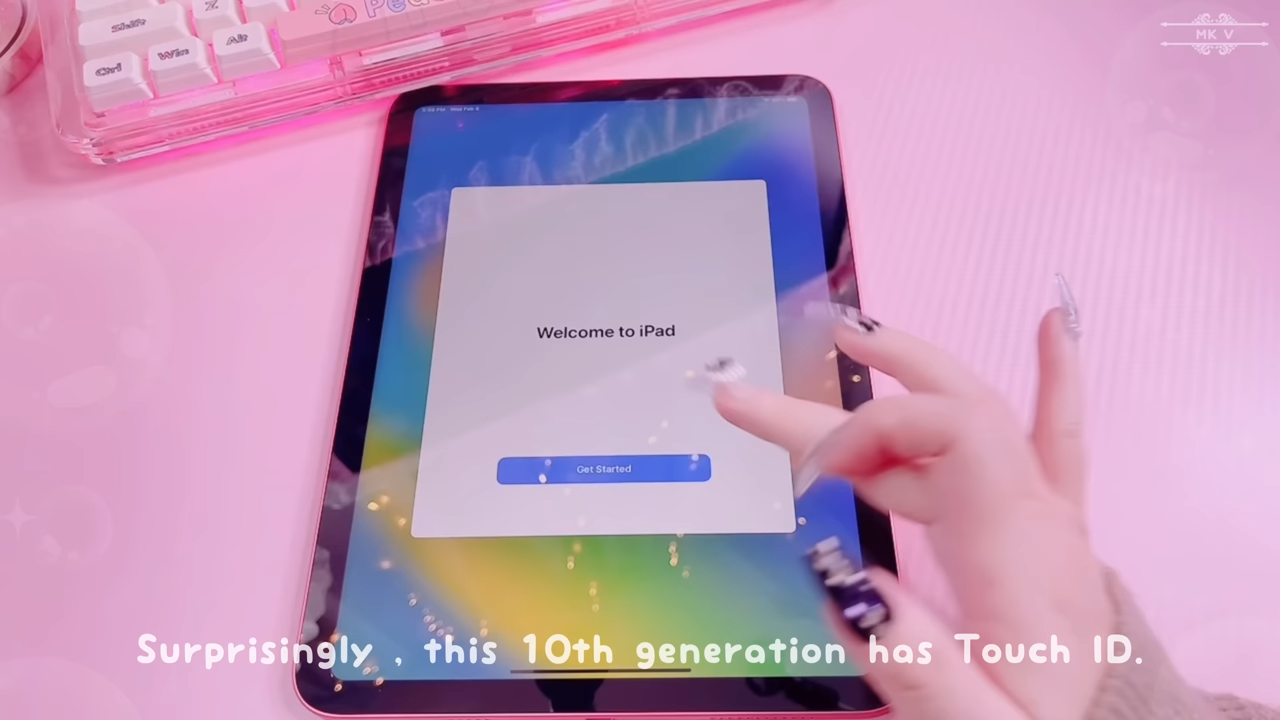 Shift
Z
Ctrl
Win
Alt
MK V
Welcome to iPad
Get Started
Surprisingly , this 10th generation has Touch ID.